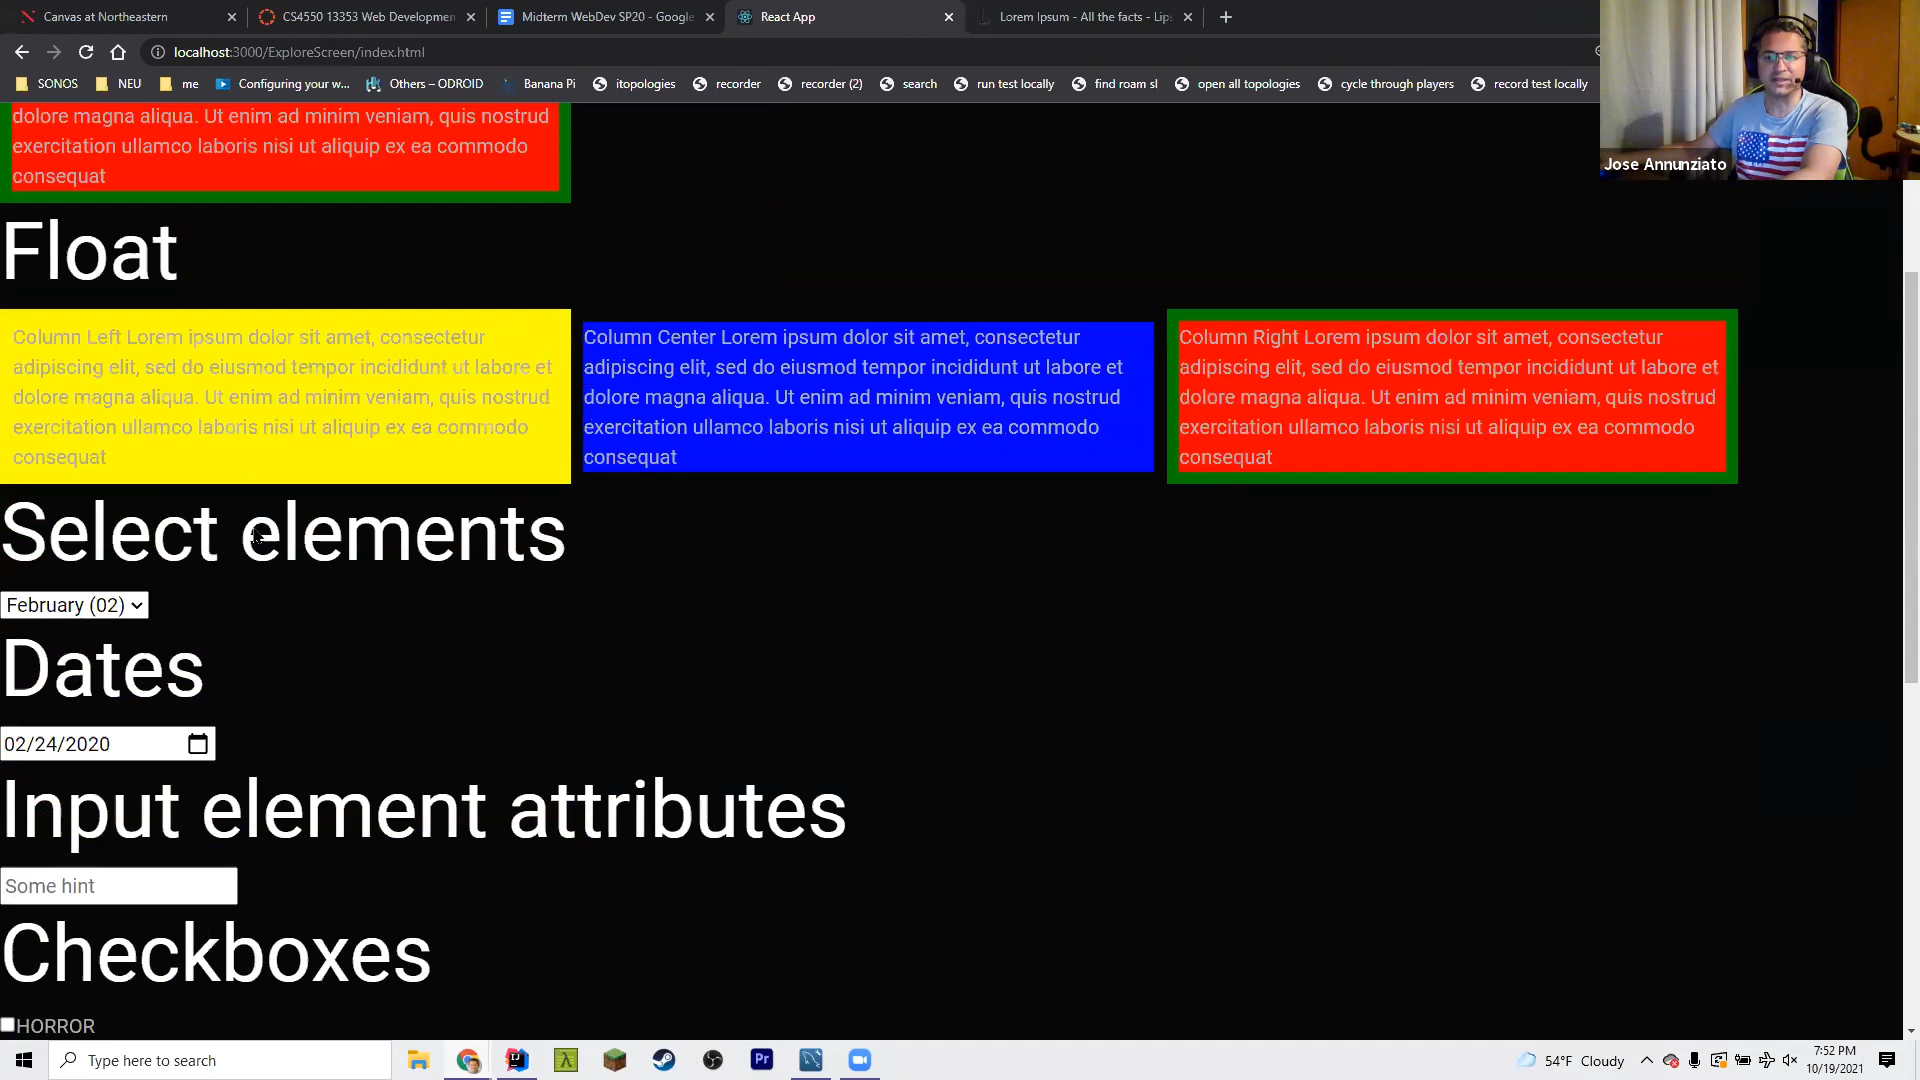 Canvas at Northeastern
CS4550 13353 Web Developmen
Midterm WebDev SP20 - Google
React App
Lorem Ipsum - All the facts - Lips
localhost:3000/ExploreScreen/index.html
SONOS
NEU
me
Configuring your w...
Others – ODROID
Banana Pi
itopologies
recorder
recorder (2)
search
run test locally
find roam sl
open all topologies
cycle through players
record test locally
Jose Annunziato
dolore magna aliqua. Ut enim ad minim veniam, quis nostrud
exercitation ullamco laboris nisi ut aliquip ex ea commodo
consequat
Float
Column Left Lorem ipsum dolor sit amet, consectetur
adipiscing elit, sed do eiusmod tempor incididunt ut labore et
dolore magna aliqua. Ut enim ad minim veniam, quis nostrud
exercitation ullamco laboris nisi ut aliquip ex ea commodo
consequat
Column Center Lorem ipsum dolor sit amet, consectetur
adipiscing elit, sed do eiusmod tempor incididunt ut labore et
dolore magna aliqua. Ut enim ad minim veniam, quis nostrud
exercitation ullamco laboris nisi ut aliquip ex ea commodo
consequat
Column Right Lorem ipsum dolor sit amet, consectetur
adipiscing elit, sed do eiusmod tempor incididunt ut labore et
dolore magna aliqua. Ut enim ad minim veniam, quis nostrud
exercitation ullamco laboris nisi ut aliquip ex ea commodo
consequat
Select elements
February (02)
Dates
02/24/2020
Input element attributes
Some hint
Checkboxes
HORROR
Type here to search
54°F Cloudy
7:52 PM
10/19/2021